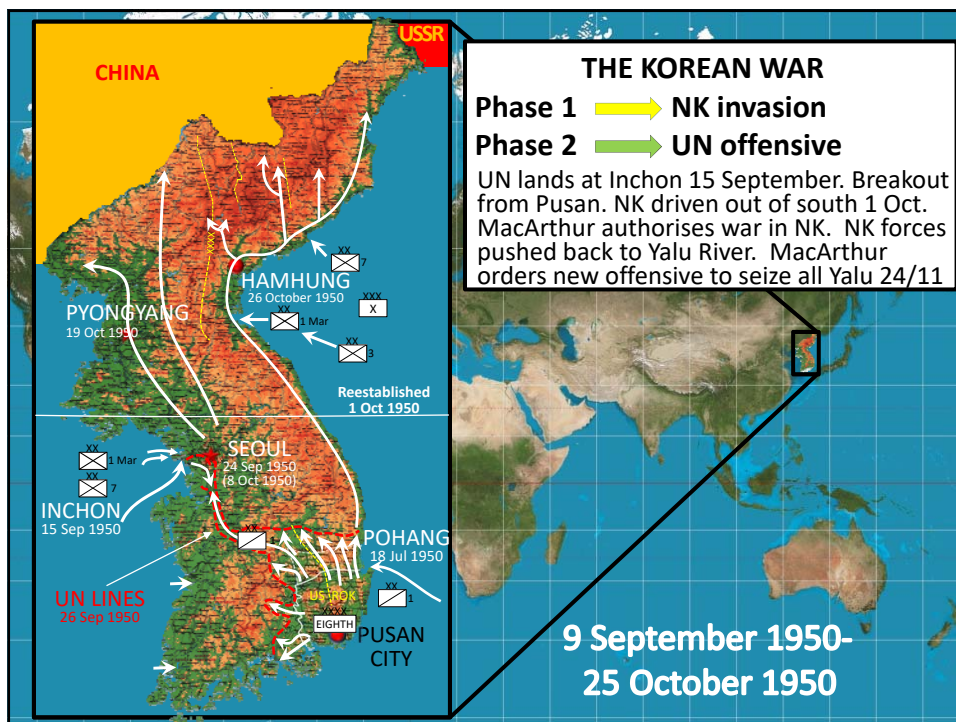 USSR
CHINA
THE KOREAN WAR
Phase 1 NK invasion
Phase 2 UN offensive
UN lands at Inchon 15 September. Breakout
from Pusan. NK driven out of south 1 Oct.
MacArthur authorises war in NK. NK forces
pushed back to Yalu River. MacArthur
orders new offensive to seize all Yalu 24/11
XXX
XX
7
HAMHUNG
26 October 1950
XXX
X
PYONGYANG
19 Oct 1950
XX
1 Mar
XX
3
Reestablished
1 Oct 1950
SEOUL
24 Sep 1950
(8 Oct 1950)
XX
1 Mar
XX
7
INCHON
15 Sep 1950
XX
1
POHANG
18 Jul 1950
UN LINES
26 Sep 1950
US ROK
XX
1
XXXX
EIGHTH
PUSAN
CITY
9 September 1950-
25 October 1950